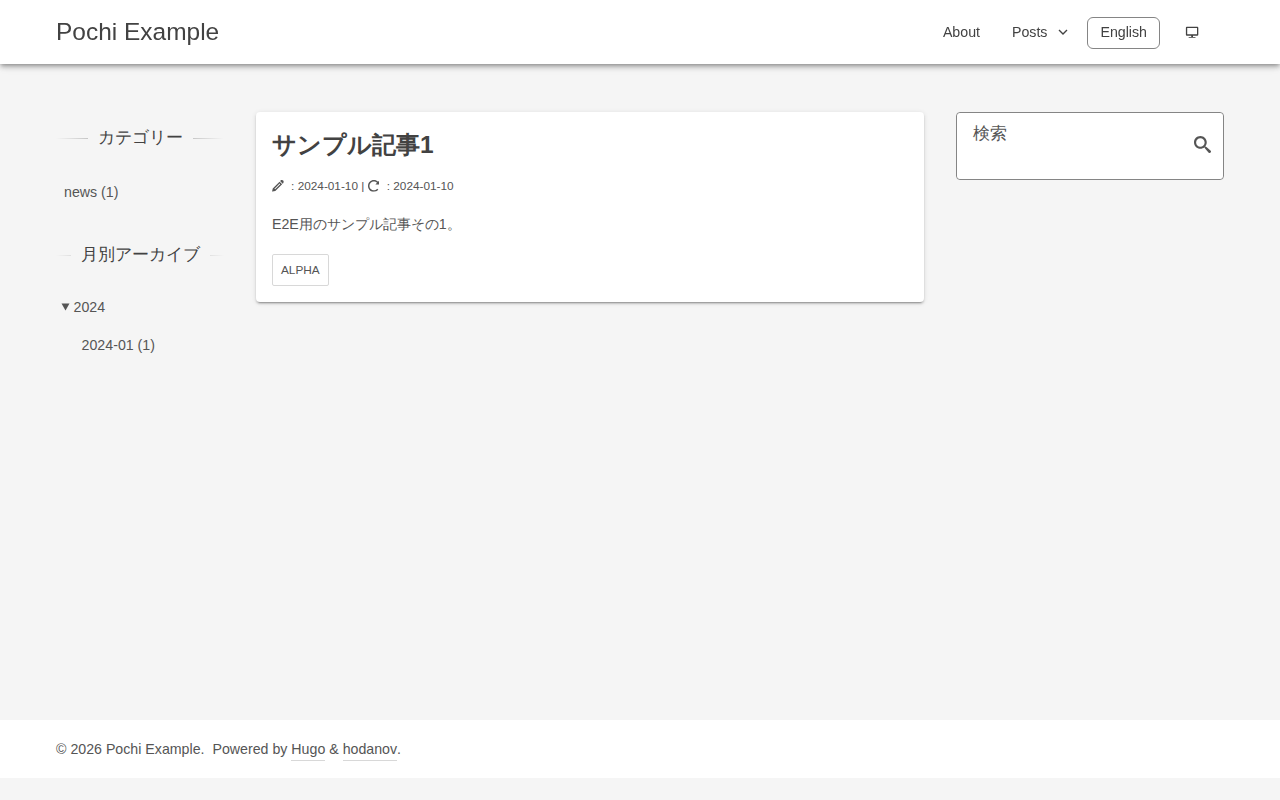 Pochi Example
About
Posts
English
カテゴリー
news (1)
月別アーカイブ
▼ 2024
2024-01 (1)
サンプル記事1
: 2024-01-10 | : 2024-01-10
E2E用のサンプル記事その1。
ALPHA
検索
© 2026 Pochi Example. Powered by Hugo & hodanov.